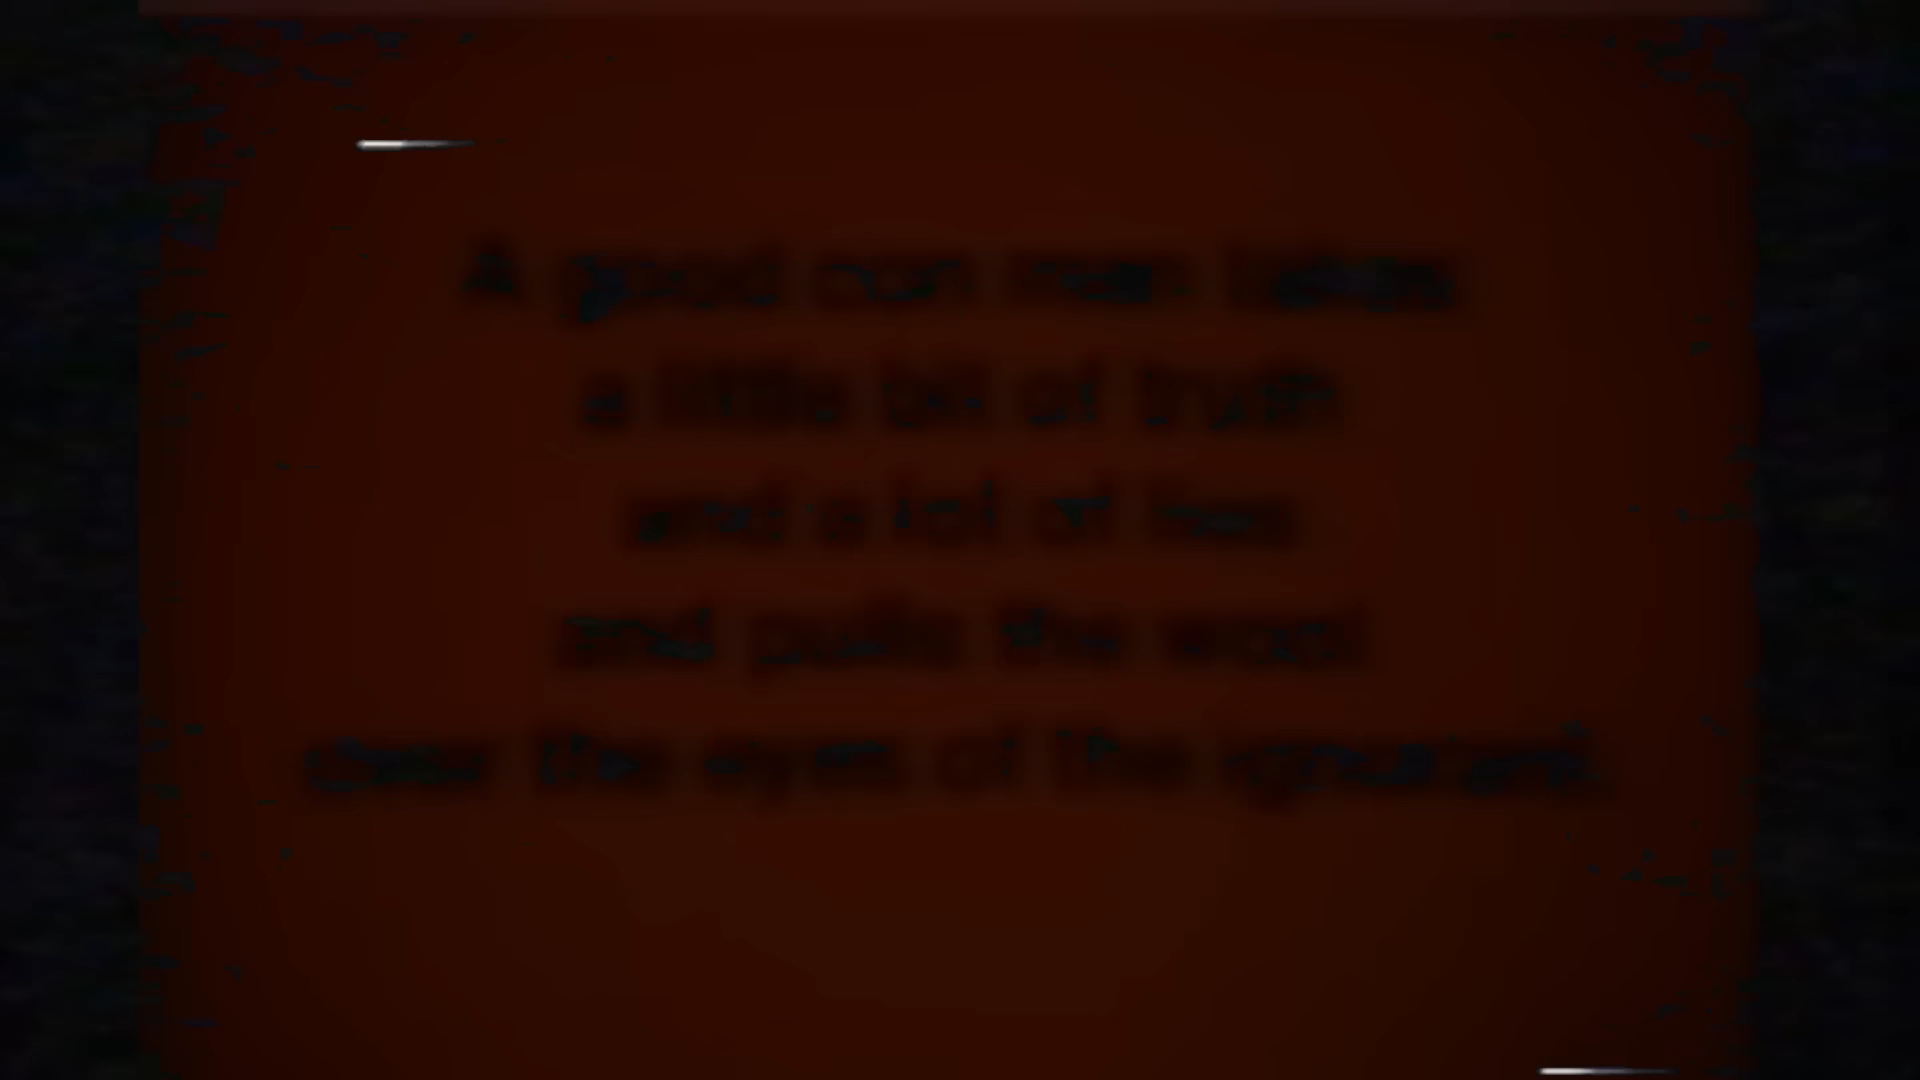 A good con man takes
a little bit of truth
and a lot of lies
and pulls the wool
over the eyes of the ignorant.